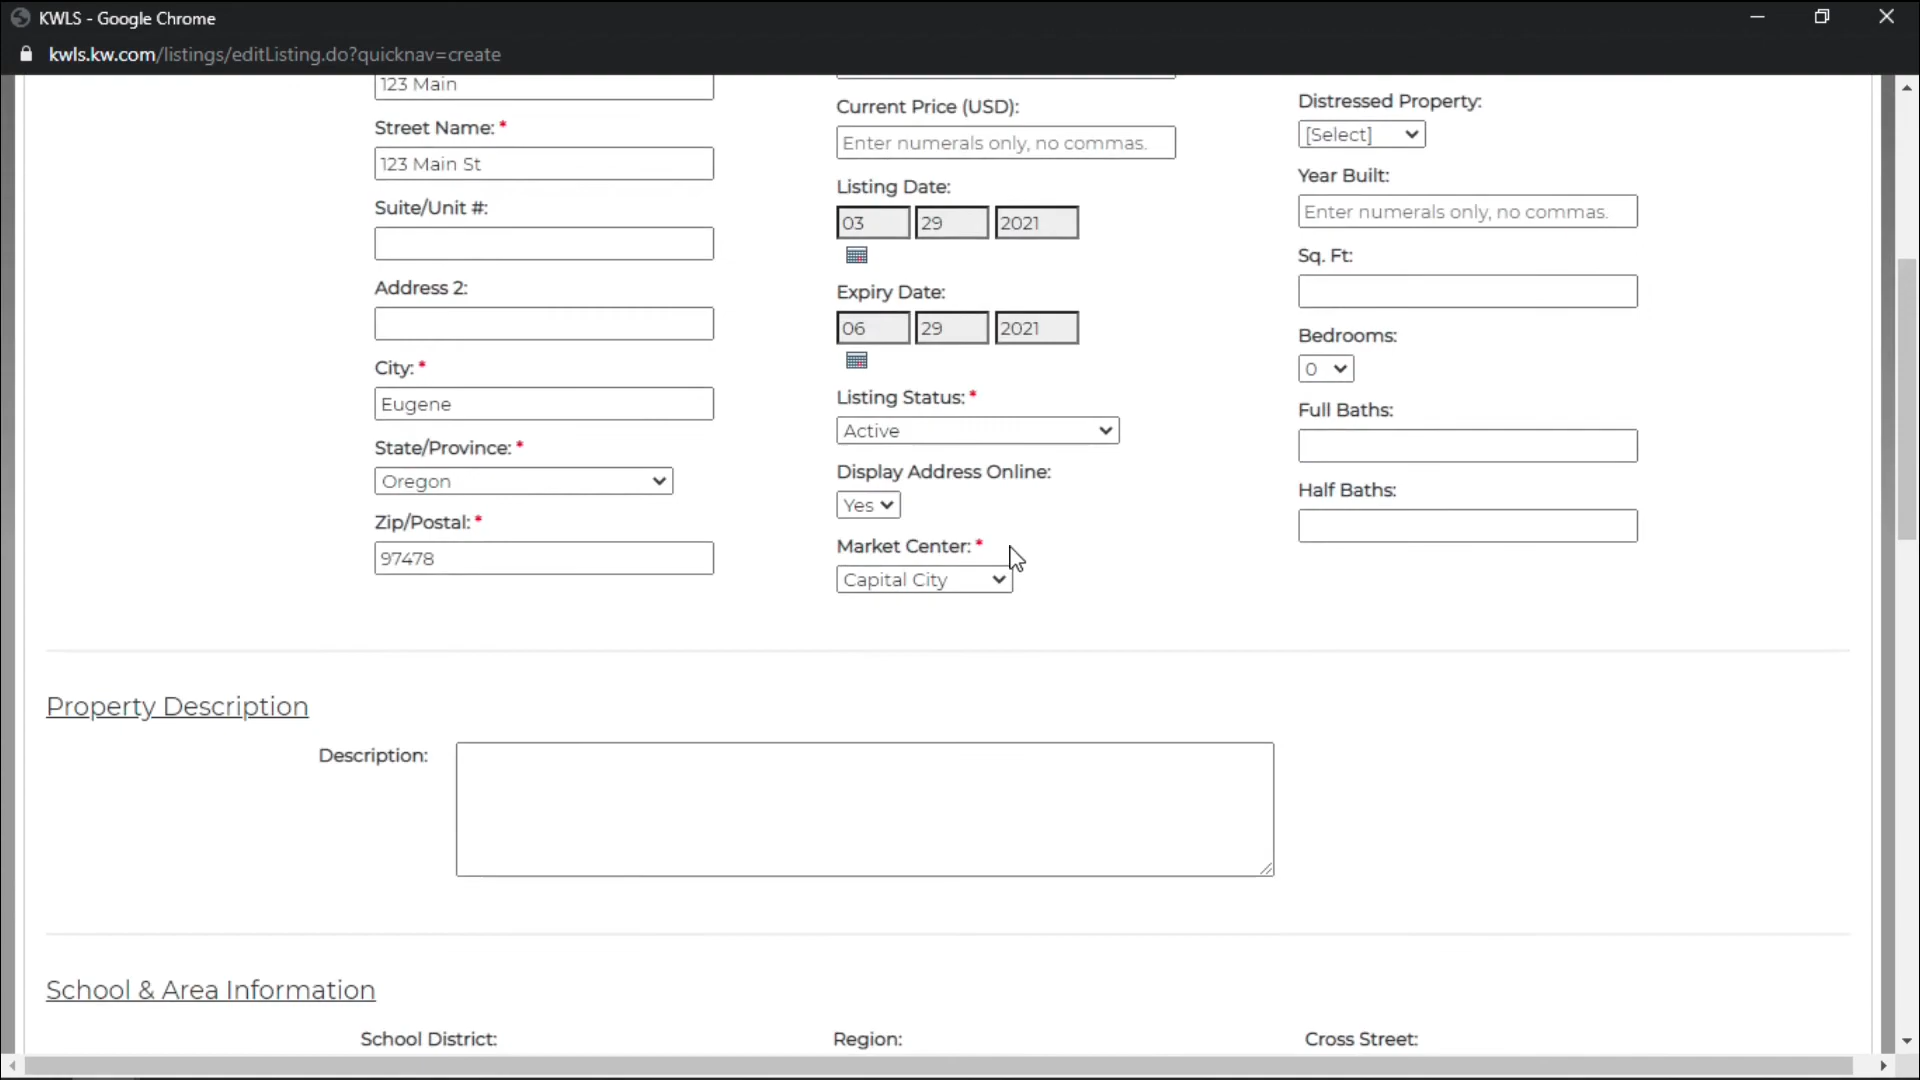 KWLS - Google Chrome
kwls.kw.com/listings/editListing.do?quicknav=create
123 Main
Street Name: *
123 Main St
Suite/Unit #:
Address 2:
City: *
Eugene
State/Province: *
Oregon
Zip/Postal: *
97478
Current Price (USD):
Enter numerals only, no commas.
Listing Date:
03 29 2021
Expiry Date:
06 29 2021
Listing Status: *
Active
Display Address Online:
Yes
Market Center: *
Capital City
Distressed Property:
[Select]
Year Built:
Enter numerals only, no commas.
Sq. Ft:
Bedrooms:
0
Full Baths:
Half Baths:
Property Description
Description:
School & Area Information
School District: Region: Cross Street: